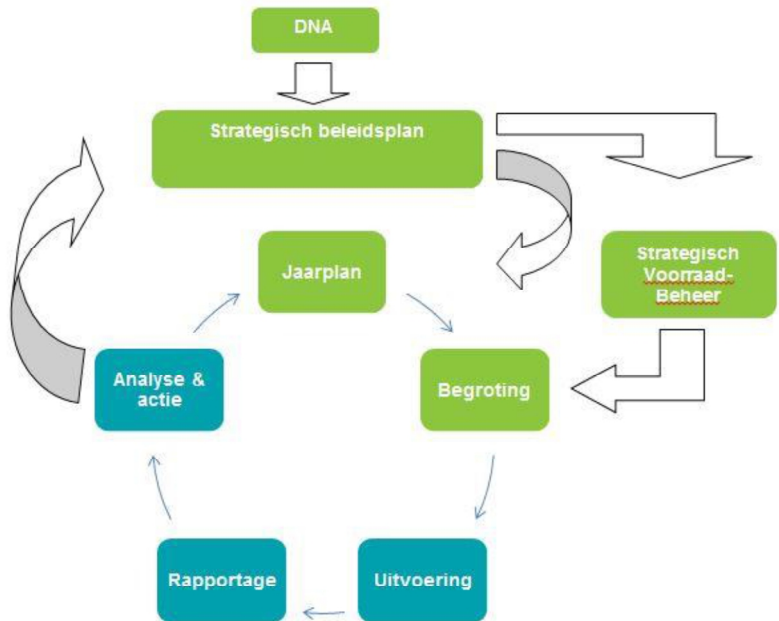 DNA
Strategisch beleidsplan
Jaarplan
Strategisch
Voorraad-
Beheer
Analyse &
actie
Begroting
Rapportage
Uitvoering